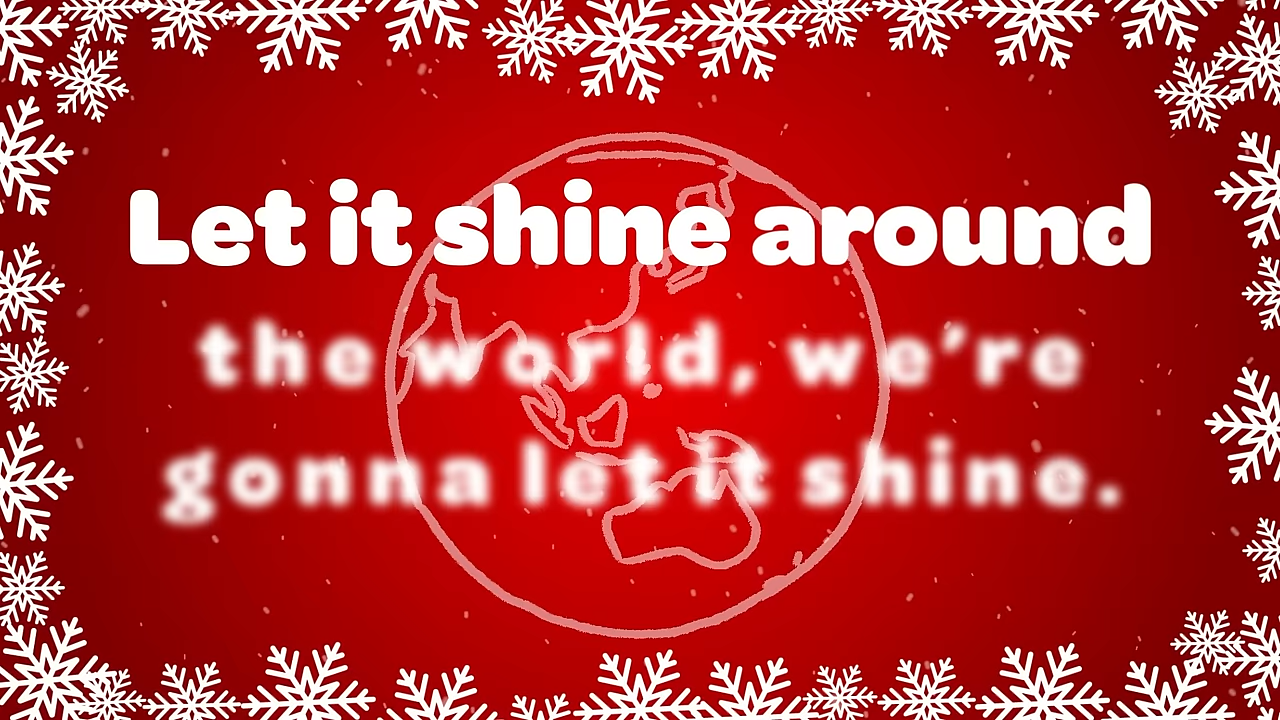 Let it shine around
the world, we’re
gonna let it shine.